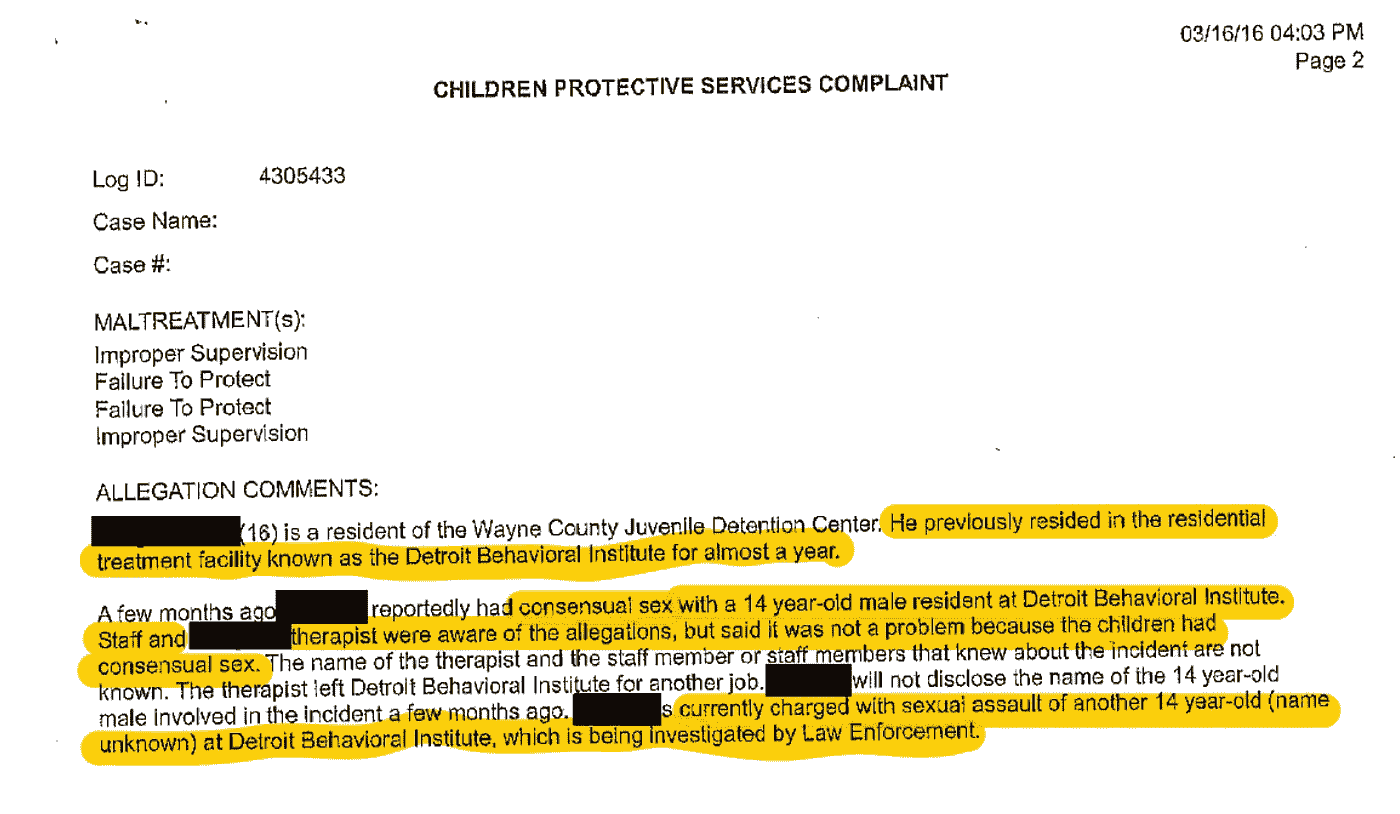 03/16/16 04:03 PM
Page 2
CHILDREN PROTECTIVE SERVICES COMPLAINT
Log ID: 4305433
Case Name:
Case #:
MALTREATMENT(s):
Improper Supervision
Failure To Protect
Failure To Protect
Improper Supervision
ALLEGATION COMMENTS:
(16) is a resident of the Wayne County Juvenile Detention Center. He previously resided in the residential
treatment facility known as the Detroit Behavioral Institute for almost a year.
A few months ago reportedly had consensual sex with a 14 year-old male resident at Detroit Behavioral Institute.
Staff and therapist were aware of the allegations, but said it was not a problem because the children had
consensual sex. The name of the therapist and the staff member or staff members that knew about the incident are not
known. The therapist left Detroit Behavioral Institute for another job. will not disclose the name of the 14 year-old
male involved in the incident a few months ago. s currently charged with sexual assault of another 14 year-old (name
unknown) at Detroit Behavioral Institute, which is being investigated by Law Enforcement.